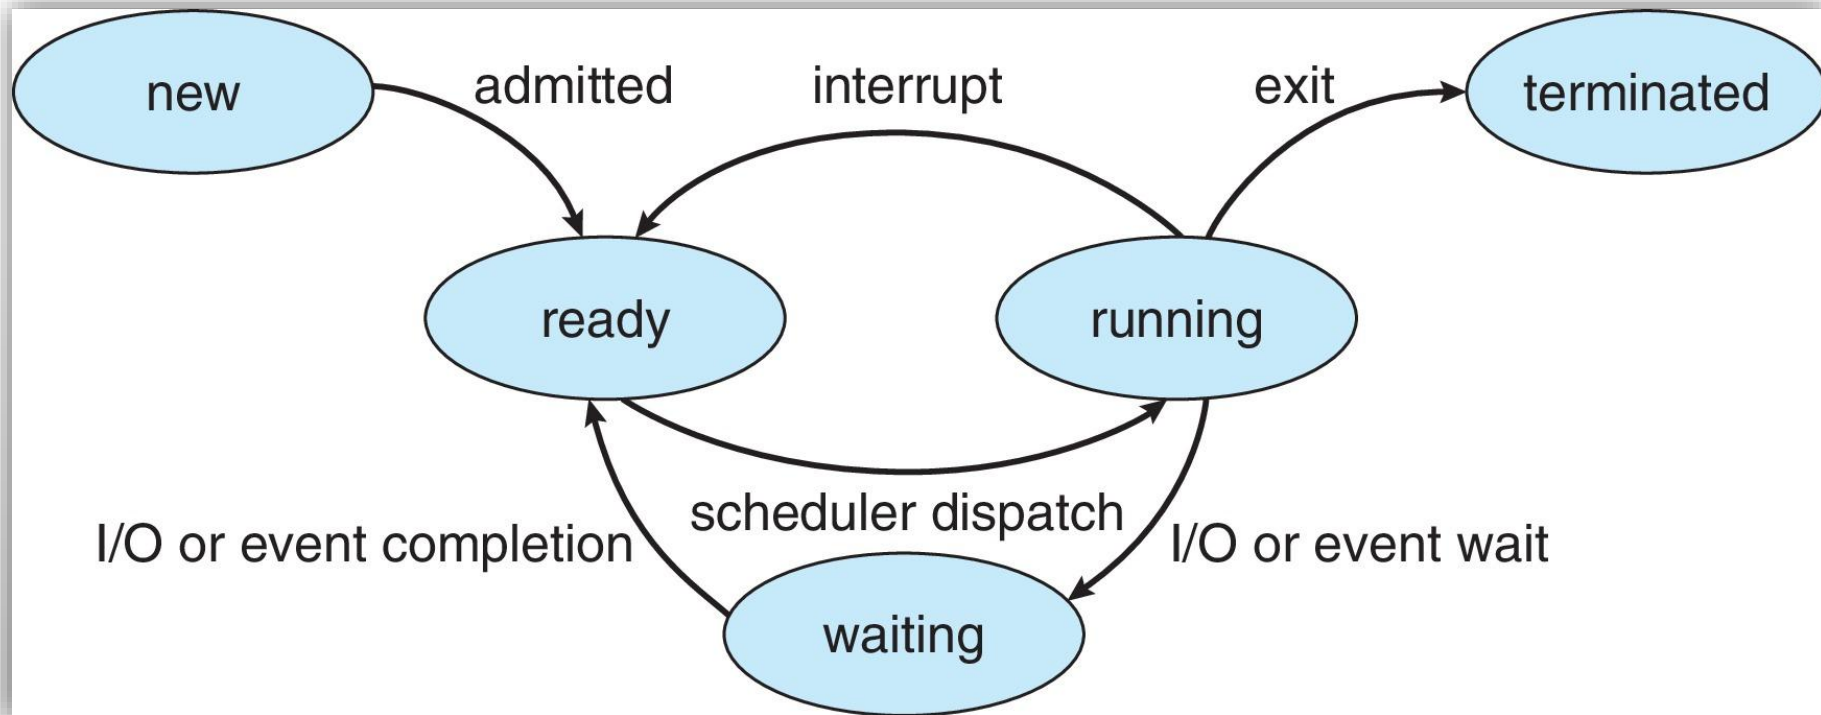 new
admitted
interrupt
exit
terminated
ready
running
scheduler dispatch
I/O or event completion
I/O or event wait
waiting